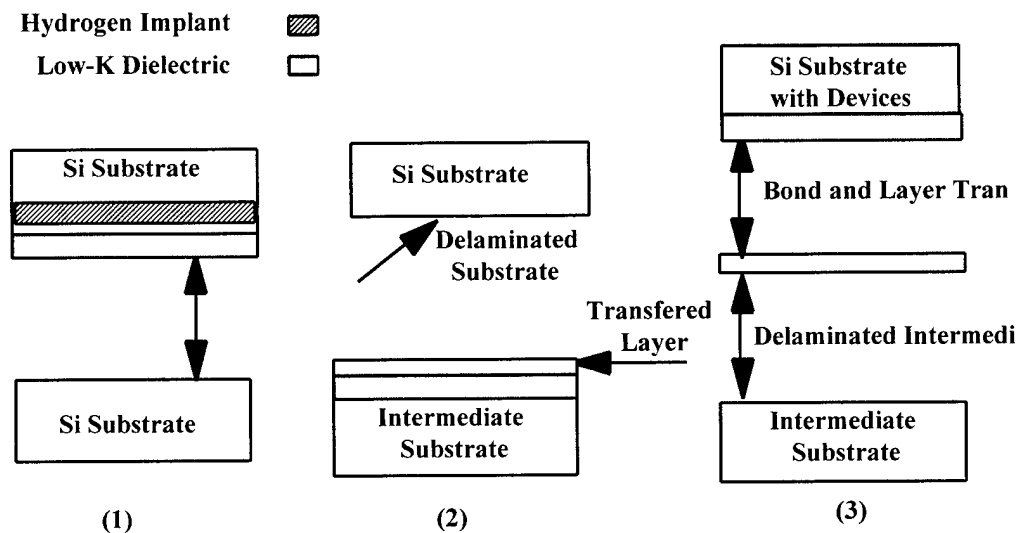 Hydrogen Implant
Low-K Dielectric
Si Substrate
Si Substrate
(1)
Si Substrate
Delaminated
Substrate
Transfered
Layer
Intermediate
Substrate
(2)
Si Substrate
with Devices
Bond and Layer Tran
Delaminated Intermedi
Intermediate
Substrate
(3)